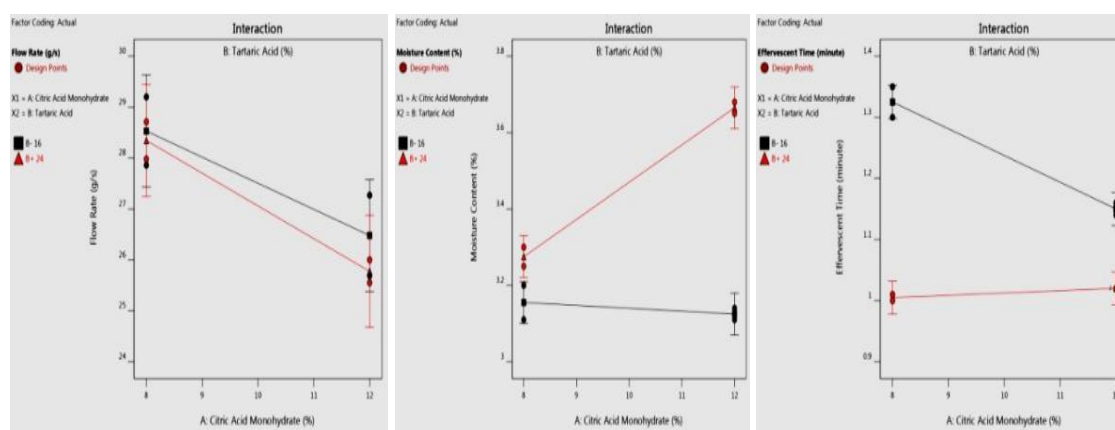 Factor Coding: Actual
Flow Rate (g/s)
Design Points
X1 = A: Citric Acid Monohydrate
X2 = B: Tartaric Acid
B- 16
B+ 24
Interaction
B: Tartaric Acid (%)
Flow Rate (g/s)
30
29
28
27
26
25
24
8 9 10 11 12
A: Citric Acid Monohydrate (%)
Factor Coding: Actual
Moisture Content (%)
Design Points
X1 = A: Citric Acid Monohydrate
X2 = B: Tartaric Acid
B- 16
B+ 24
Interaction
B: Tartaric Acid (%)
Moisture Content (%)
3.8
3.6
3.4
3.2
3
8 9 10 11 12
A: Citric Acid Monohydrate (%)
Factor Coding: Actual
Effervescent Time (minute)
Design Points
X1 = A: Citric Acid Monohydrate
X2 = B: Tartaric Acid
B- 16
B+ 24
Interaction
B: Tartaric Acid (%)
Effervescent Time (minute)
1.4
1.3
1.2
1.1
1
0.9
8 9 10 11
A: Citric Acid Monohydrate (%)